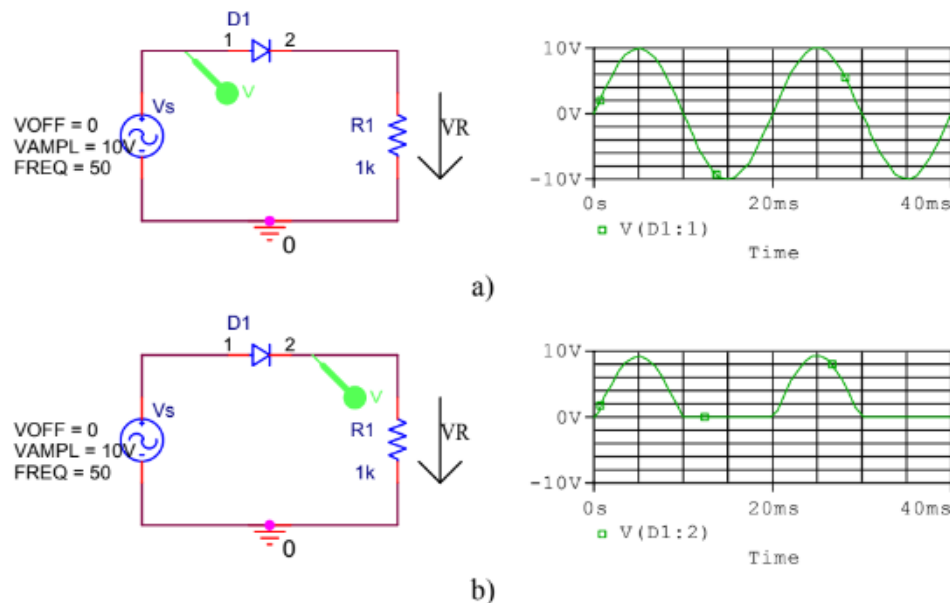 D1
1 2
V
Vs
VOFF = 0
VAMPL = 10V
FREQ = 50
R1
1k
VR
0
10V
0V
-10V
0s 20ms 40ms
V(D1:1)
Time
a)
D1
1 2
V
Vs
VOFF = 0
VAMPL = 10V
FREQ = 50
R1
1k
VR
0
10V
0V
-10V
0s 20ms 40ms
V(D1:2)
Time
b)